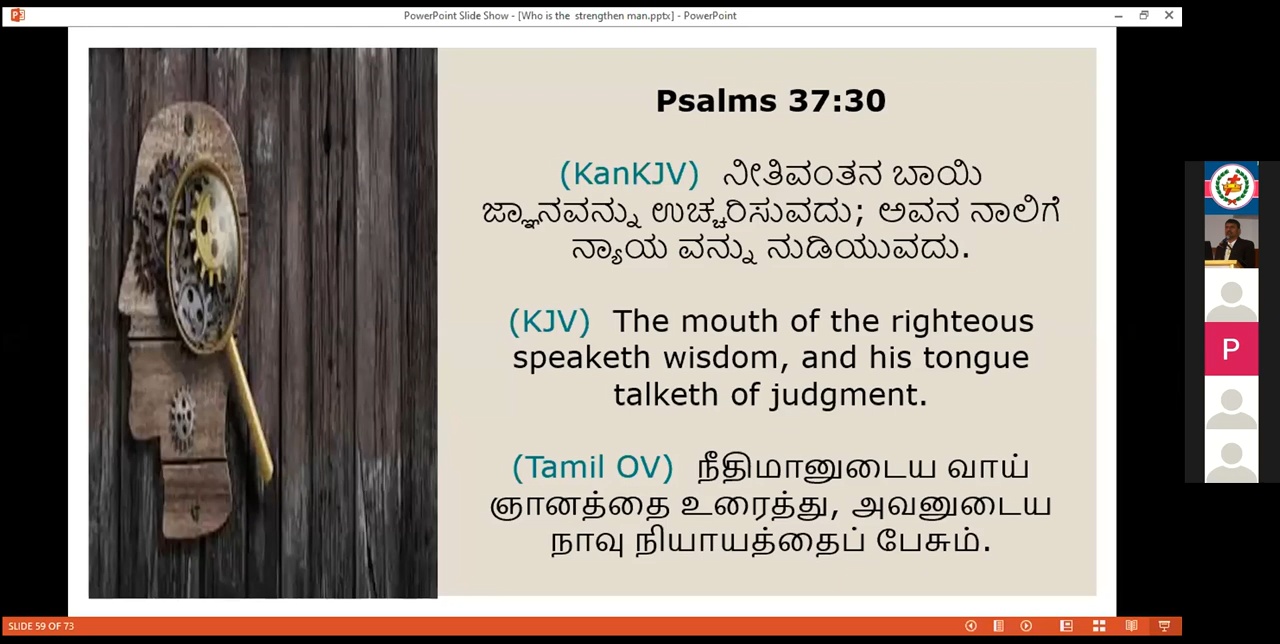 PowerPoint Slide Show - [Who is the  strengthen man.pptx] - PowerPoint
Psalms 37:30
(KanKJV)  ನೀತಿವಂತನ ಬಾಯಿ
ಜ್ಞಾನವನ್ನು ಉಚ್ಚರಿಸುವದು; ಅವನ ನಾಲಿಗೆ
ನ್ಯಾಯ ವನ್ನು ನುಡಿಯುವದು.
(KJV)  The mouth of the righteous
speaketh wisdom, and his tongue
talketh of judgment.
(Tamil OV)  நீதிமானுடைய வாய்
ஞானத்தை உரைத்து, அவனுடைய
நாவு நியாயத்தைப் பேசும்.
P
SLIDE 59 OF 73